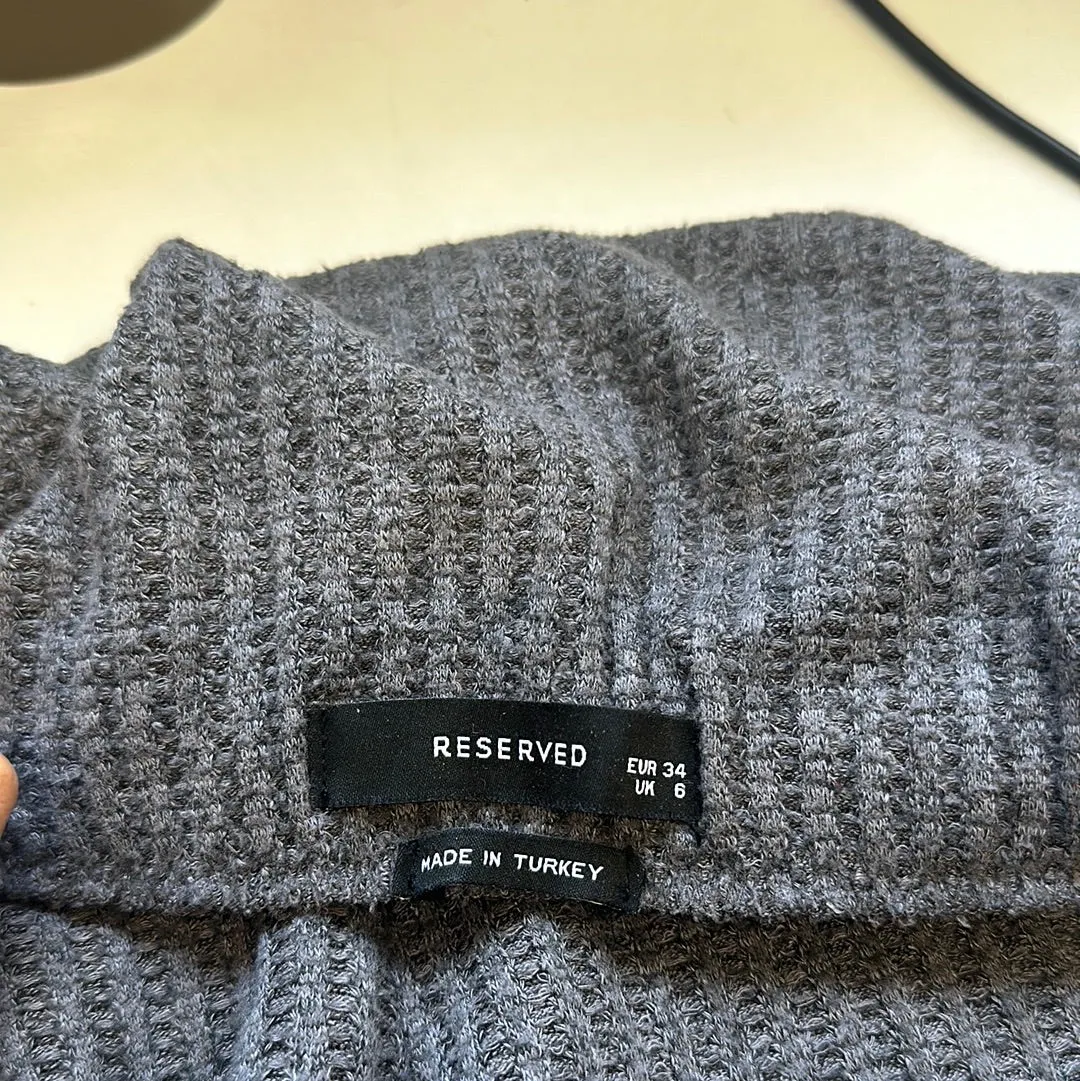 RESERVED
EUR 34
UK 6
MADE IN TURKEY